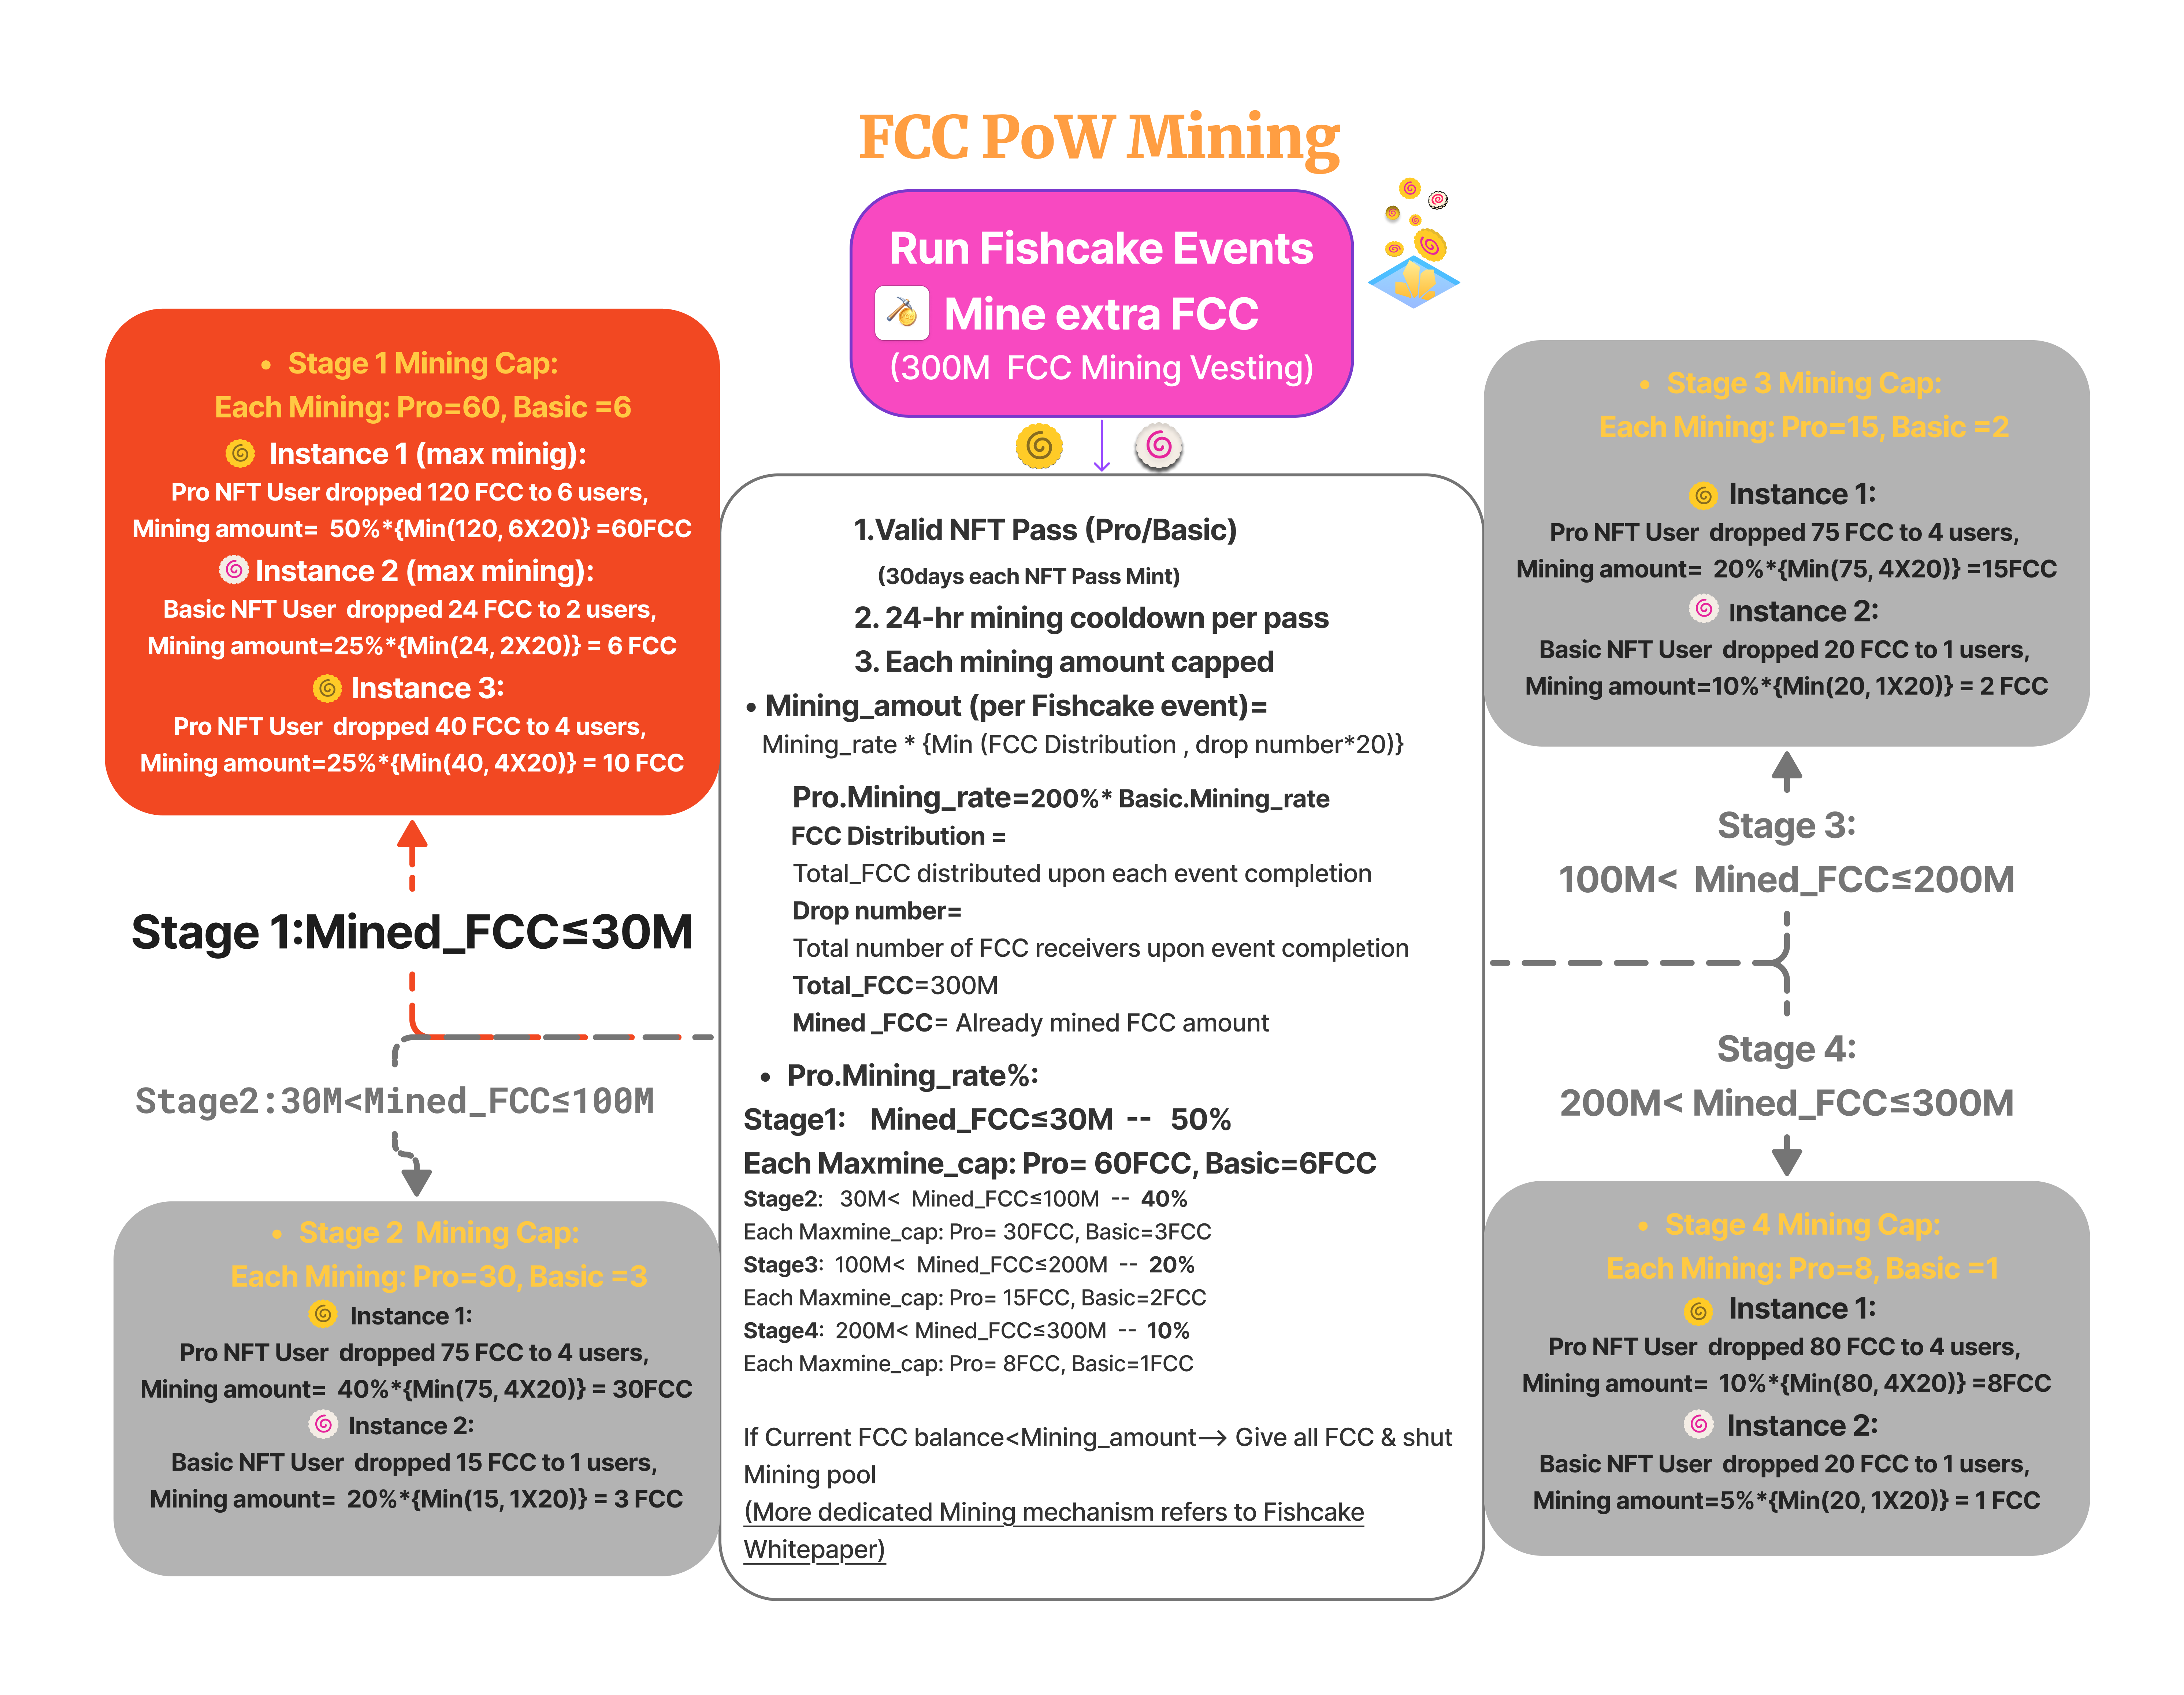 FCC PoW Mining
Run Fishcake Events
Mine extra FCC
(300M  FCC Mining Vesting)
• Stage 1 Mining Cap:
Each Mining: Pro=60, Basic =6
Instance 1 (max minig):
Pro NFT User dropped 120 FCC to 6 users,
Mining amount=  50%*{Min(120, 6X20)} =60FCC
Instance 2 (max mining):
Basic NFT User  dropped 24 FCC to 2 users,
Mining amount=25%*{Min(24, 2X20)} = 6 FCC
Instance 3:
Pro NFT User  dropped 40 FCC to 4 users,
Mining amount=25%*{Min(40, 4X20)} = 10 FCC
Stage 1:Mined_FCC≤30M
Stage2:30M<Mined_FCC≤100M
• Stage 2  Mining Cap:
Each Mining: Pro=30, Basic =3
Instance 1:
Pro NFT User  dropped 75 FCC to 4 users,
Mining amount=  40%*{Min(75, 4X20)} = 30FCC
Instance 2:
Basic NFT User  dropped 15 FCC to 1 users,
Mining amount=  20%*{Min(15, 1X20)} = 3 FCC
1.Valid NFT Pass (Pro/Basic)
(30days each NFT Pass Mint)
2. 24-hr mining cooldown per pass
3. Each mining amount capped
• Mining_amout (per Fishcake event)=
Mining_rate * {Min (FCC Distribution , drop number*20)}
Pro.Mining_rate=200%* Basic.Mining_rate
FCC Distribution =
Total_FCC distributed upon each event completion
Drop number=
Total number of FCC receivers upon event completion
Total_FCC=300M
Mined _FCC= Already mined FCC amount
• Pro.Mining_rate%:
Stage1:   Mined_FCC≤30M  --  50%
Each Maxmine_cap: Pro= 60FCC, Basic=6FCC
Stage2:  30M<  Mined_FCC≤100M  --  40%
Each Maxmine_cap: Pro= 30FCC, Basic=3FCC
Stage3:  100M<  Mined_FCC≤200M  --  20%
Each Maxmine_cap: Pro= 15FCC, Basic=2FCC
Stage4:  200M< Mined_FCC≤300M  --  10%
Each Maxmine_cap: Pro= 8FCC, Basic=1FCC
If Current FCC balance<Mining_amount—> Give all FCC & shut
Mining pool
(More dedicated Mining mechanism refers to Fishcake
Whitepaper)
• Stage 3 Mining Cap:
Each Mining: Pro=15, Basic =2
Instance 1:
Pro NFT User  dropped 75 FCC to 4 users,
Mining amount=  20%*{Min(75, 4X20)} =15FCC
Instance 2:
Basic NFT User  dropped 20 FCC to 1 users,
Mining amount=10%*{Min(20, 1X20)} = 2 FCC
Stage 3:
100M<  Mined_FCC≤200M
Stage 4:
200M< Mined_FCC≤300M
• Stage 4 Mining Cap:
Each Mining: Pro=8, Basic =1
Instance 1:
Pro NFT User  dropped 80 FCC to 4 users,
Mining amount=  10%*{Min(80, 4X20)} =8FCC
Instance 2:
Basic NFT User  dropped 20 FCC to 1 users,
Mining amount=5%*{Min(20, 1X20)} = 1 FCC